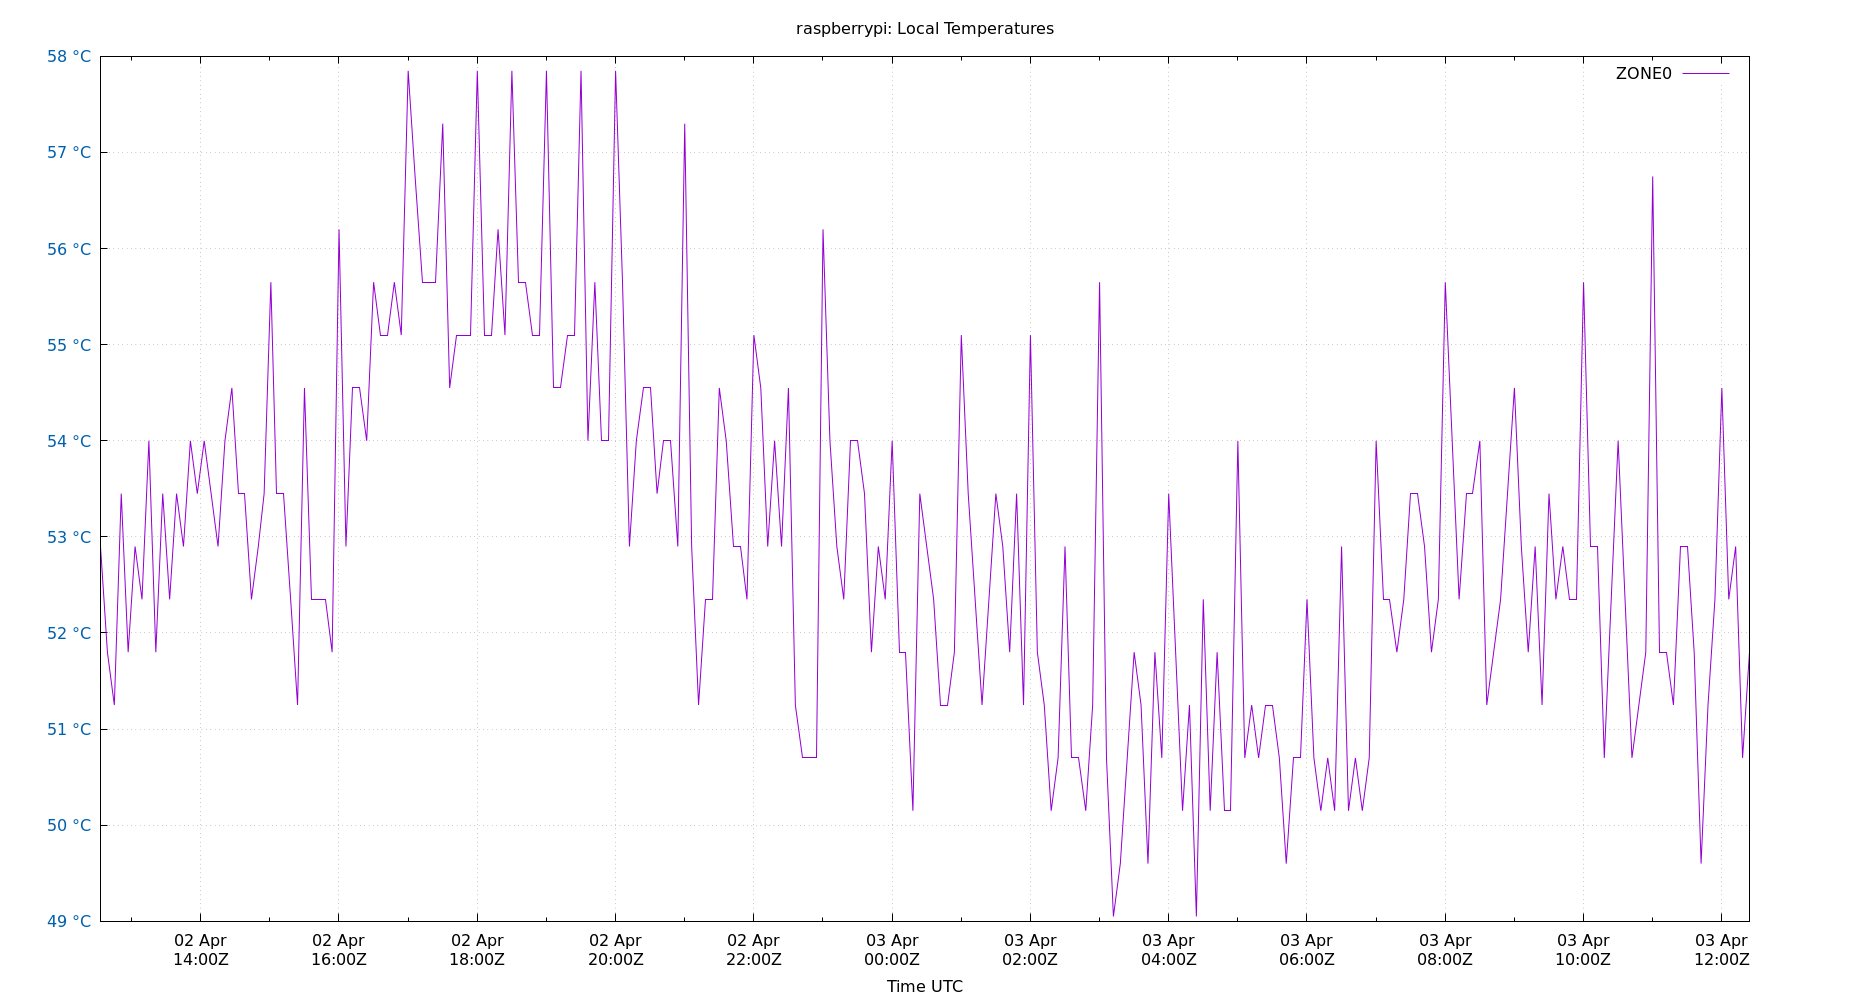 raspberrypi: Local Temperatures
ZONE0
58 °C
57 °C
56 °C
55 °C
54 °C
53 °C
52 °C
51 °C
50 °C
49 °C
02 Apr 02 Apr 02 Apr 02 Apr 02 Apr 03 Apr 03 Apr 03 Apr 03 Apr 03 Apr 03 Apr 03 Apr
14:00Z 16:00Z 18:00Z 20:00Z 22:00Z 00:00Z 02:00Z 04:00Z 06:00Z 08:00Z 10:00Z 12:00Z
Time UTC